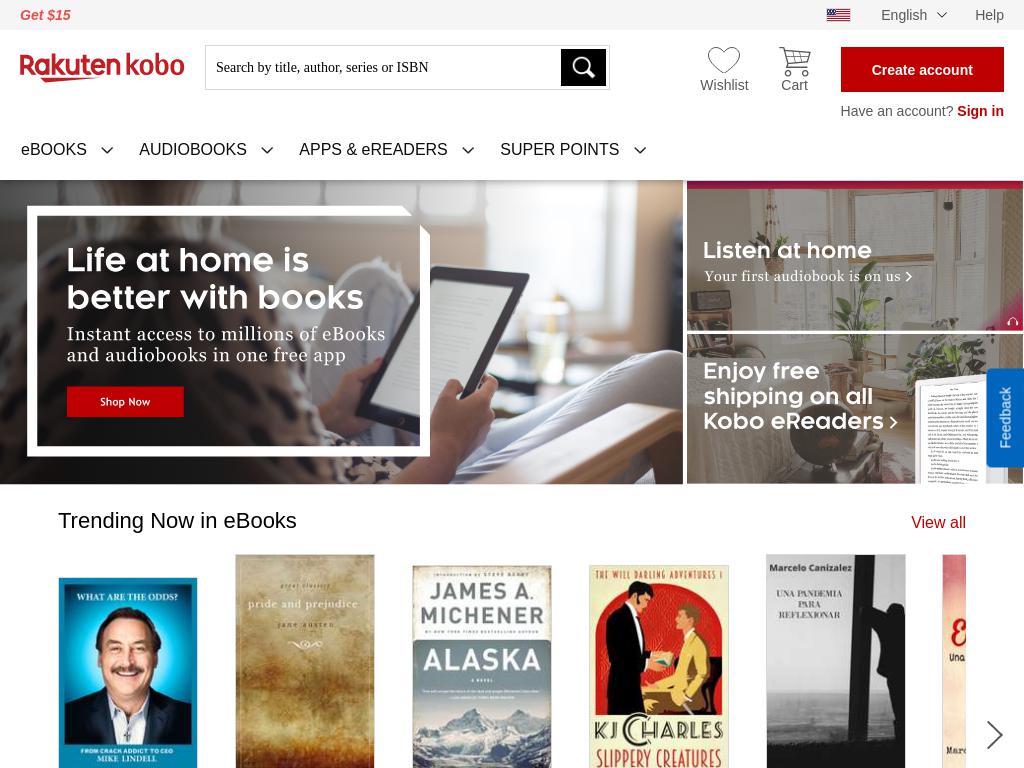 Get $15
English
Help
Rakuten kobo
Search by title, author, series or ISBN
Wishlist
Cart
Create account
Have an account? Sign in
eBOOKS
AUDIOBOOKS
APPS & eREADERS
SUPER POINTS
Life at home is
better with books
Instant access to millions of eBooks
and audiobooks in one free app
Shop Now
Listen at home
Your first audiobook is on us
Enjoy free
shipping on all
Kobo eReaders
Feedback
Trending Now in eBooks
View all
WHAT ARE THE ODDS?
FROM CRACK ADDICT TO CEO
MIKE LINDELL
great classics
pride and prejudice
jane austen
INTRODUCTION BY STEVE BERRY
JAMES A.
MICHENER
#1 NEW YORK TIMES BESTSELLING AUTHOR
ALASKA
A NOVEL
THE WILL DARLING ADVENTURES 1
KJ CHARLES
SLIPPERY CREATURES
Marcelo Canizalez
UNA PANDEMIA
PARA
REFLEXIONAR
Una
Marc